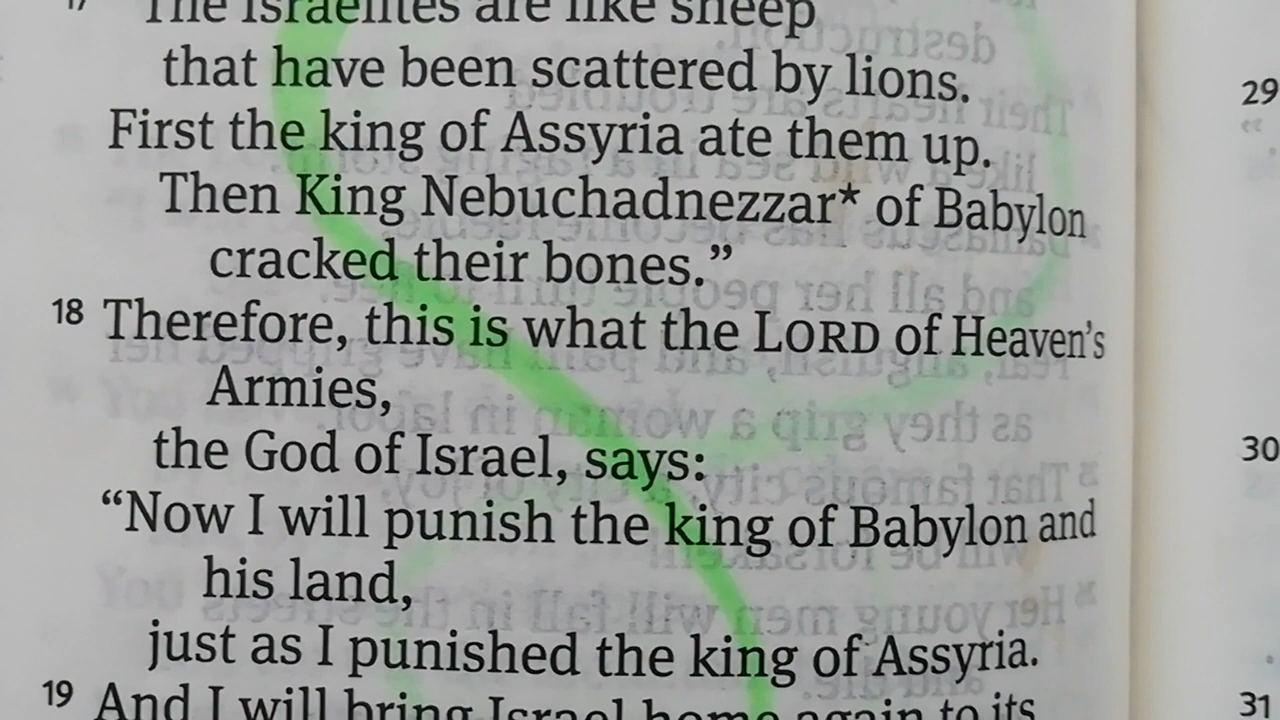 17 "The Israelites are like sheep
that have been scattered by lions.
First the king of Assyria ate them up.
Then King Nebuchadnezzar* of Babylon
cracked their bones.”
18 Therefore, this is what the LORD of Heaven’s
Armies,
the God of Israel, says:
“Now I will punish the king of Babylon and
his land,
just as I punished the king of Assyria.
19 And I will bring Israel home again to its
29
30
31